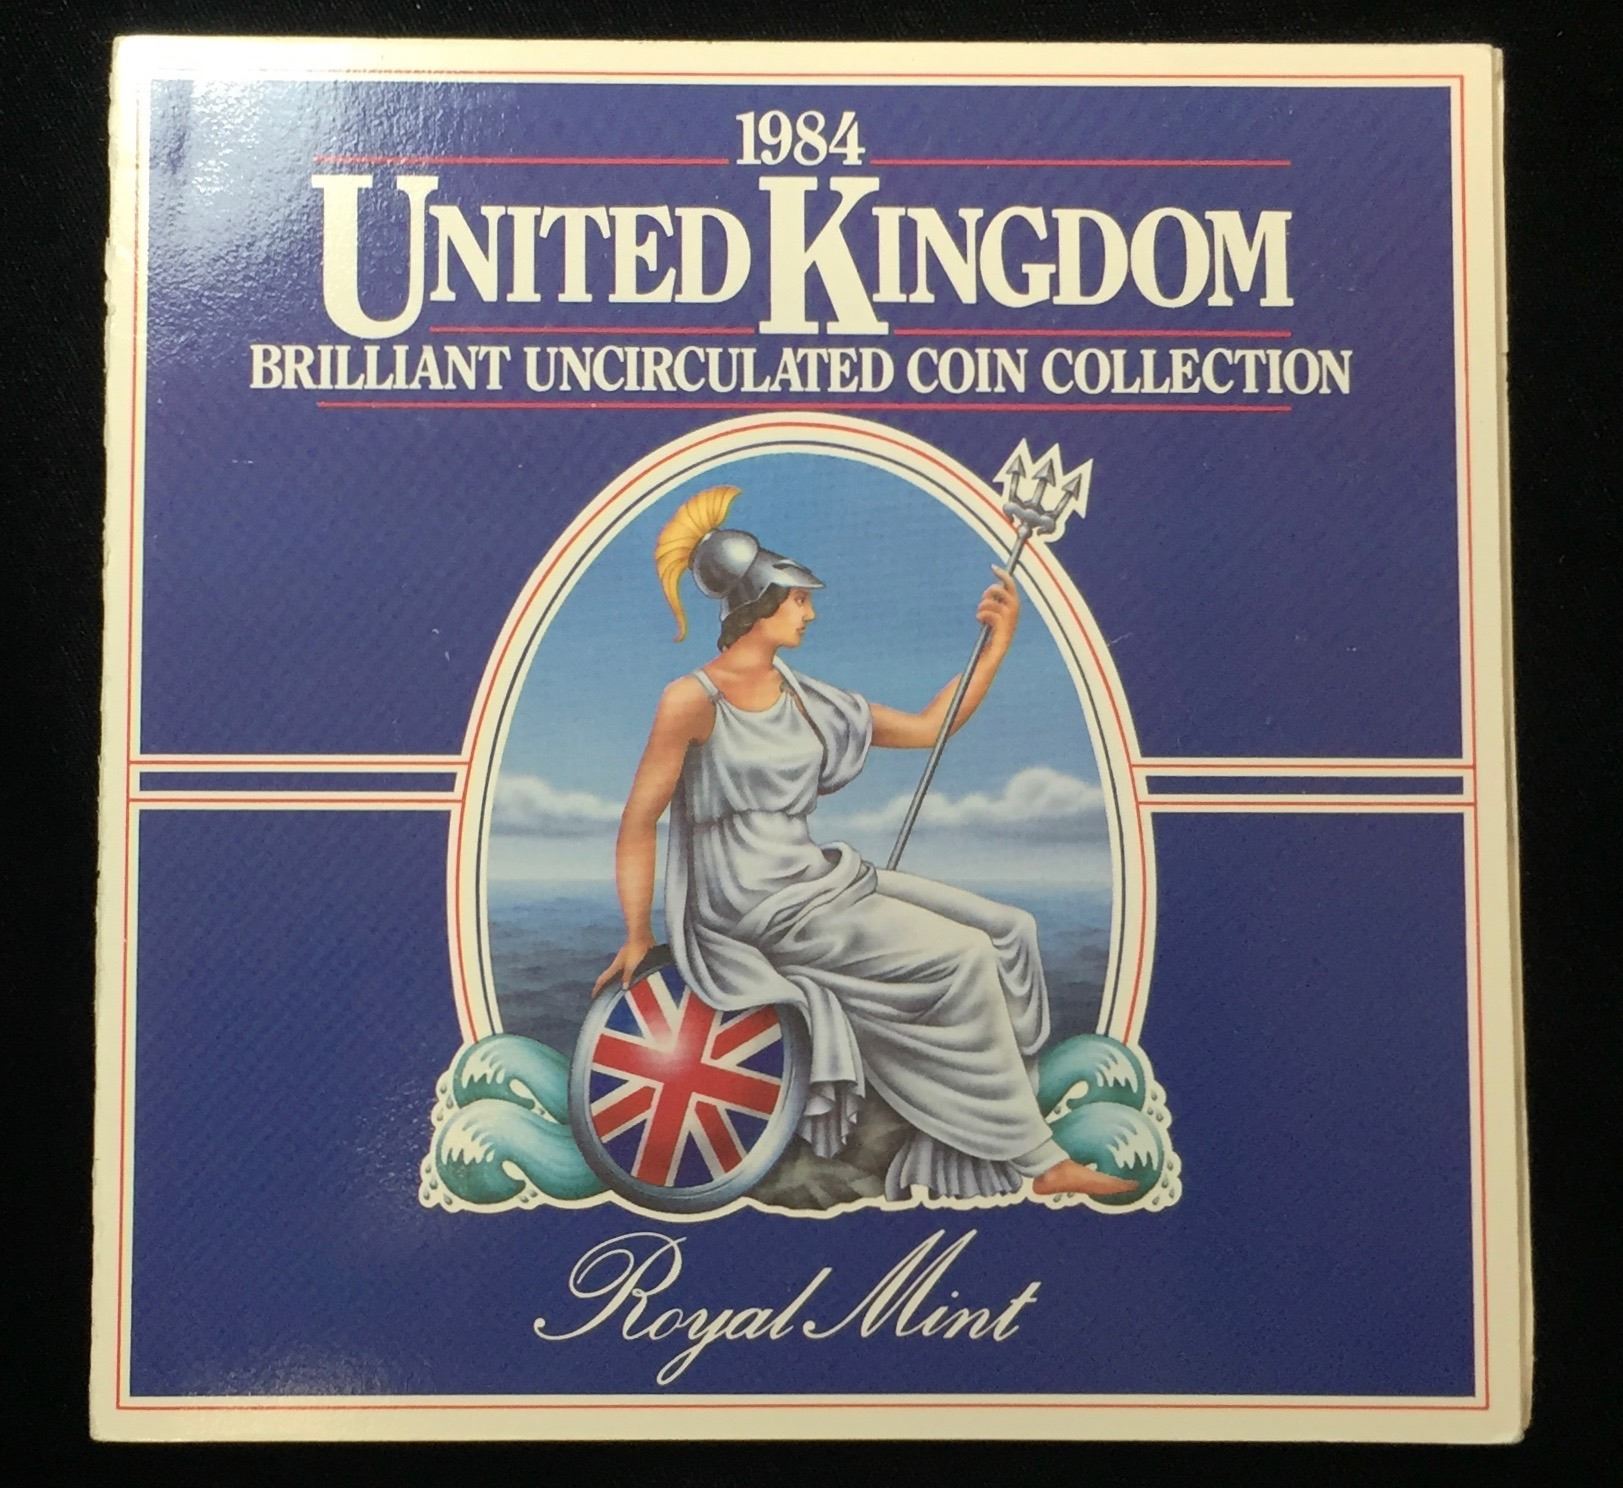 1984
UNITED KINGDOM
BRILLIANT UNCIRCULATED COIN COLLECTION
Royal Mint